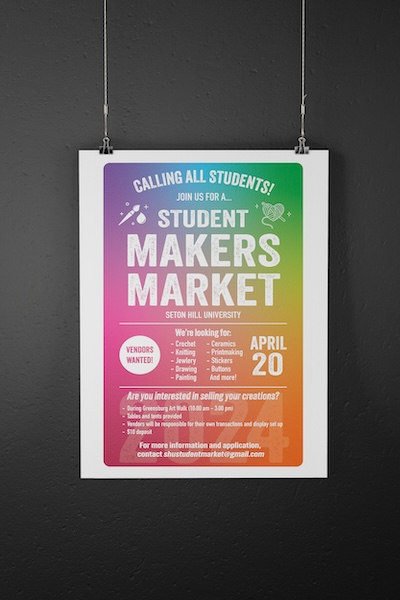 CALLING ALL STUDENTS!
JOIN US FOR A...
STUDENT
MAKERS
MARKET
SETON HILL UNIVERSITY
VENDORS
WANTED!
We're looking for:
- Crochet
- Knitting
- Jewlery
- Drawing
- Painting
- Ceramics
- Printmaking
- Stickers
- Buttons
And more!
APRIL
20
2024
Are you interested in selling your creations?
- During Greensburg Art Walk (10:00 am - 3:00 pm)
- Tables and tents provided
- Vendors will be responsible for their own transactions and display set up
- $10 deposit
For more information and application,
contact shustudentmarket@gmail.com